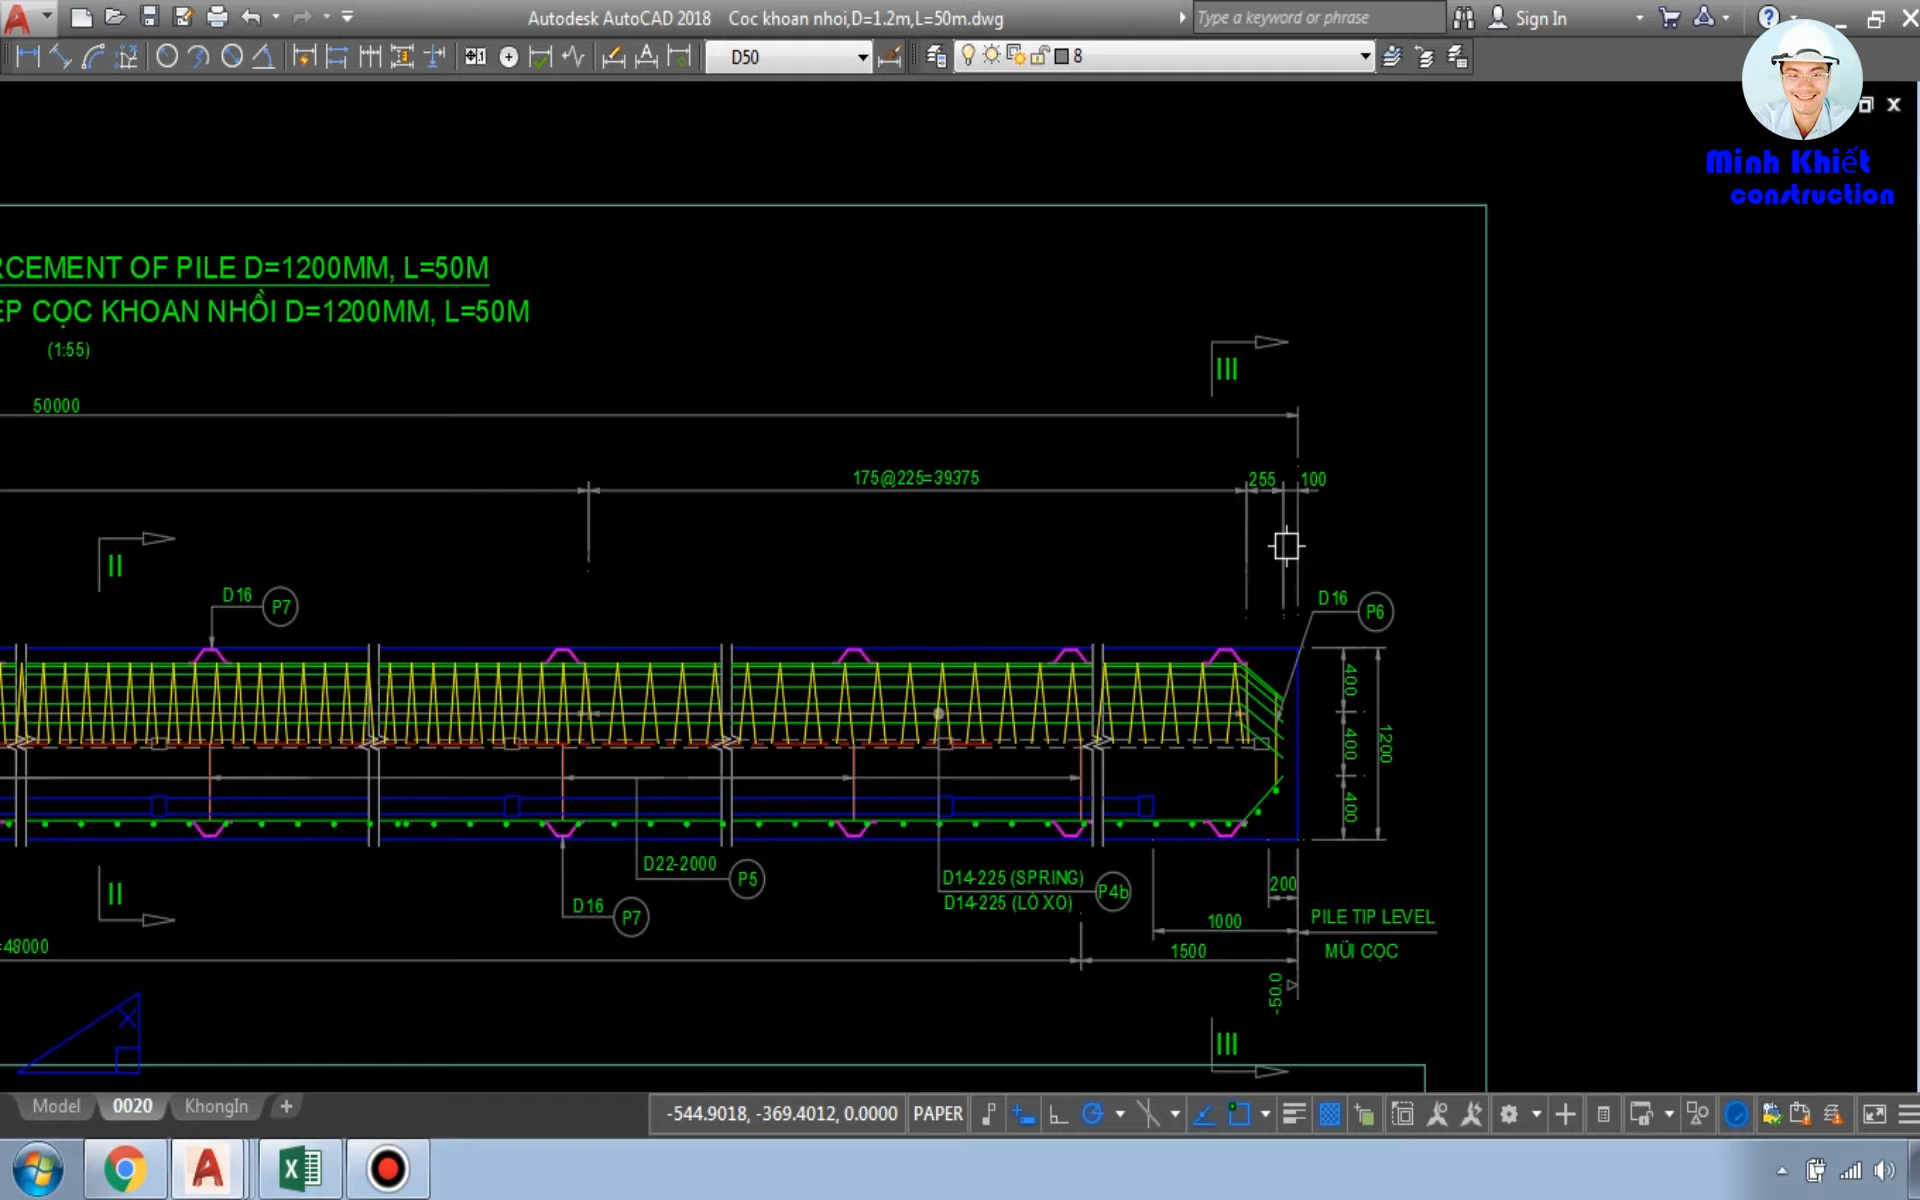 Autodesk AutoCAD 2018 Coc khoan nhoi,D=1.2m,L=50m.dwg
Type a keyword or phrase
Sign In
D50
8
Minh Khiết
construction
RCEMENT OF PILE D=1200MM, L=50M
ÉP CỌC KHOAN NHỒI D=1200MM, L=50M
(1:55)
III
50000
175@225=39375
255
100
II
D16
P7
D16
P6
400
400
400
1200
D22-2000
P5
D14-225 (SPRING)
D14-225 (LÒ XO)
P4b
II
D16
P7
200
1000
PILE TIP LEVEL
=48000
1500
MŨI CỌC
-50.0
III
Model
0020
KhongIn
-544.9018, -369.4012, 0.0000
PAPER